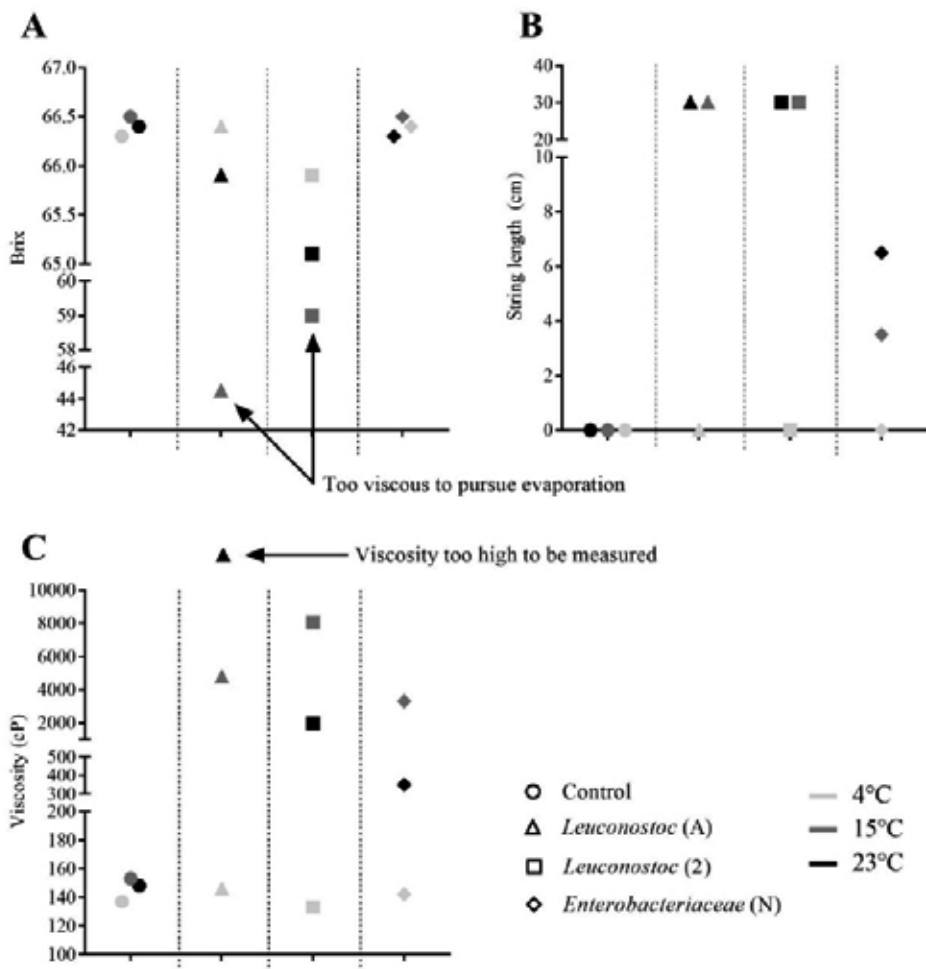 A
67.0
66.5
66.0
65.5
65.0
60
59
58
46
44
42
Brix
Too viscous to pursue evaporation
B
40
30
20
10
8
6
4
2
0
String length (cm)
C
Viscosity too high to be measured
10000
8000
6000
4000
2000
500
400
300
200
180
160
140
120
100
Viscosity (cP)
Control
Leuconostoc (A)
Leuconostoc (2)
Enterobacteriaceae (N)
4°C
15°C
23°C